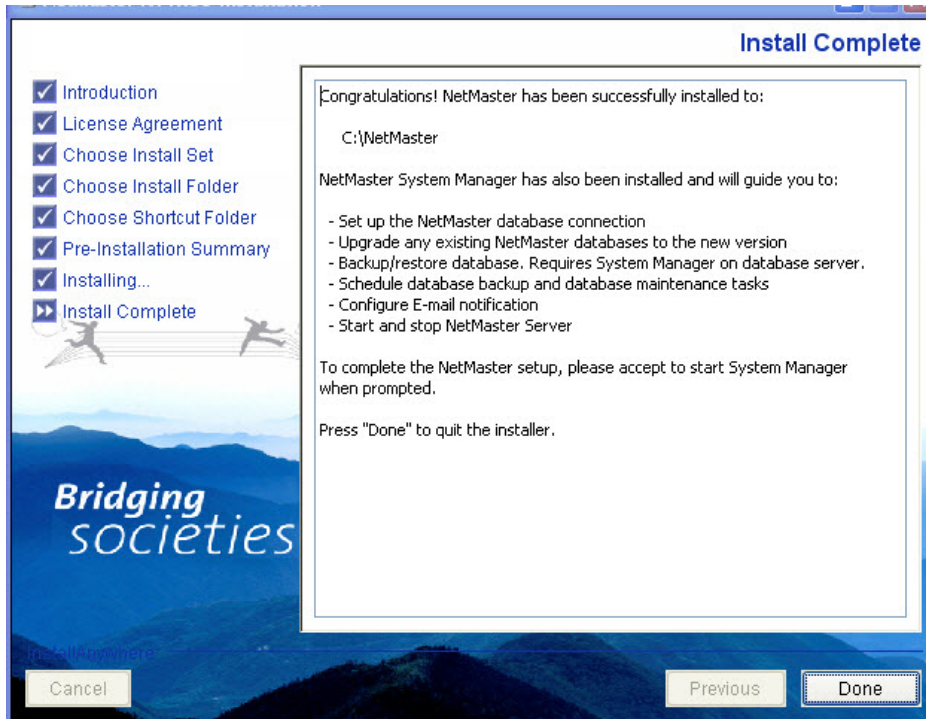 Install Complete
Introduction
License Agreement
Choose Install Set
Choose Install Folder
Choose Shortcut Folder
Pre-Installation Summary
Installing...
Install Complete
Congratulations! NetMaster has been successfully installed to:
C:\NetMaster
NetMaster System Manager has also been installed and will guide you to:
- Set up the NetMaster database connection
- Upgrade any existing NetMaster databases to the new version
- Backup/restore database. Requires System Manager on database server.
- Schedule database backup and database maintenance tasks
- Configure E-mail notification
- Start and stop NetMaster Server
To complete the NetMaster setup, please accept to start System Manager
when prompted.
Press "Done" to quit the installer.
Bridging
societies
InstallAnywhere
Cancel
Previous
Done